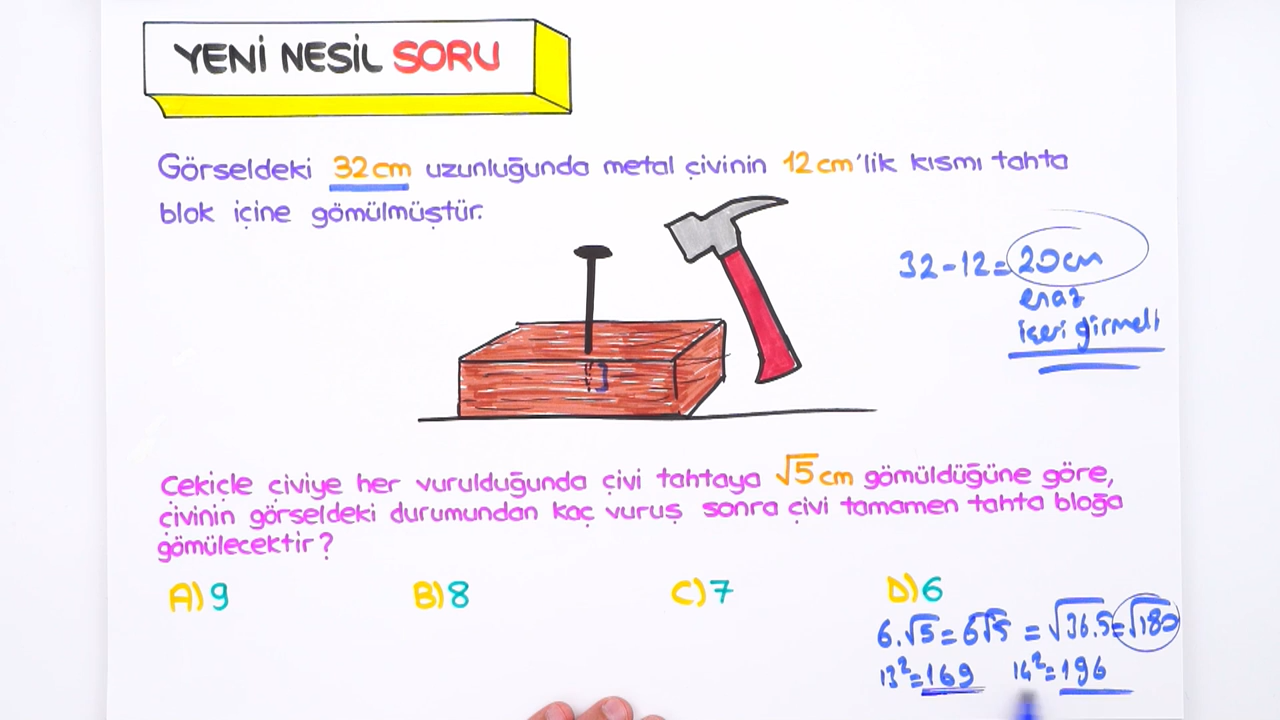 YENİ NESİL SORU
Görseldeki 32cm uzunluğunda metal çivinin 12cm'lik kısmı tahta
blok içine gömülmüştür.
32-12=20cm
en az
içeri girmeli
Çekiçle çiviye her vurulduğunda çivi tahtaya √5cm gömüldüğüne göre,
çivinin görseldeki durumundan kaç vuruş sonra çivi tamamen tahta bloğa
gömülecektir?
A)9 B)8 C)7 D)6
6.√5=6√5 =√36.5=√180
13²=169 14²=196